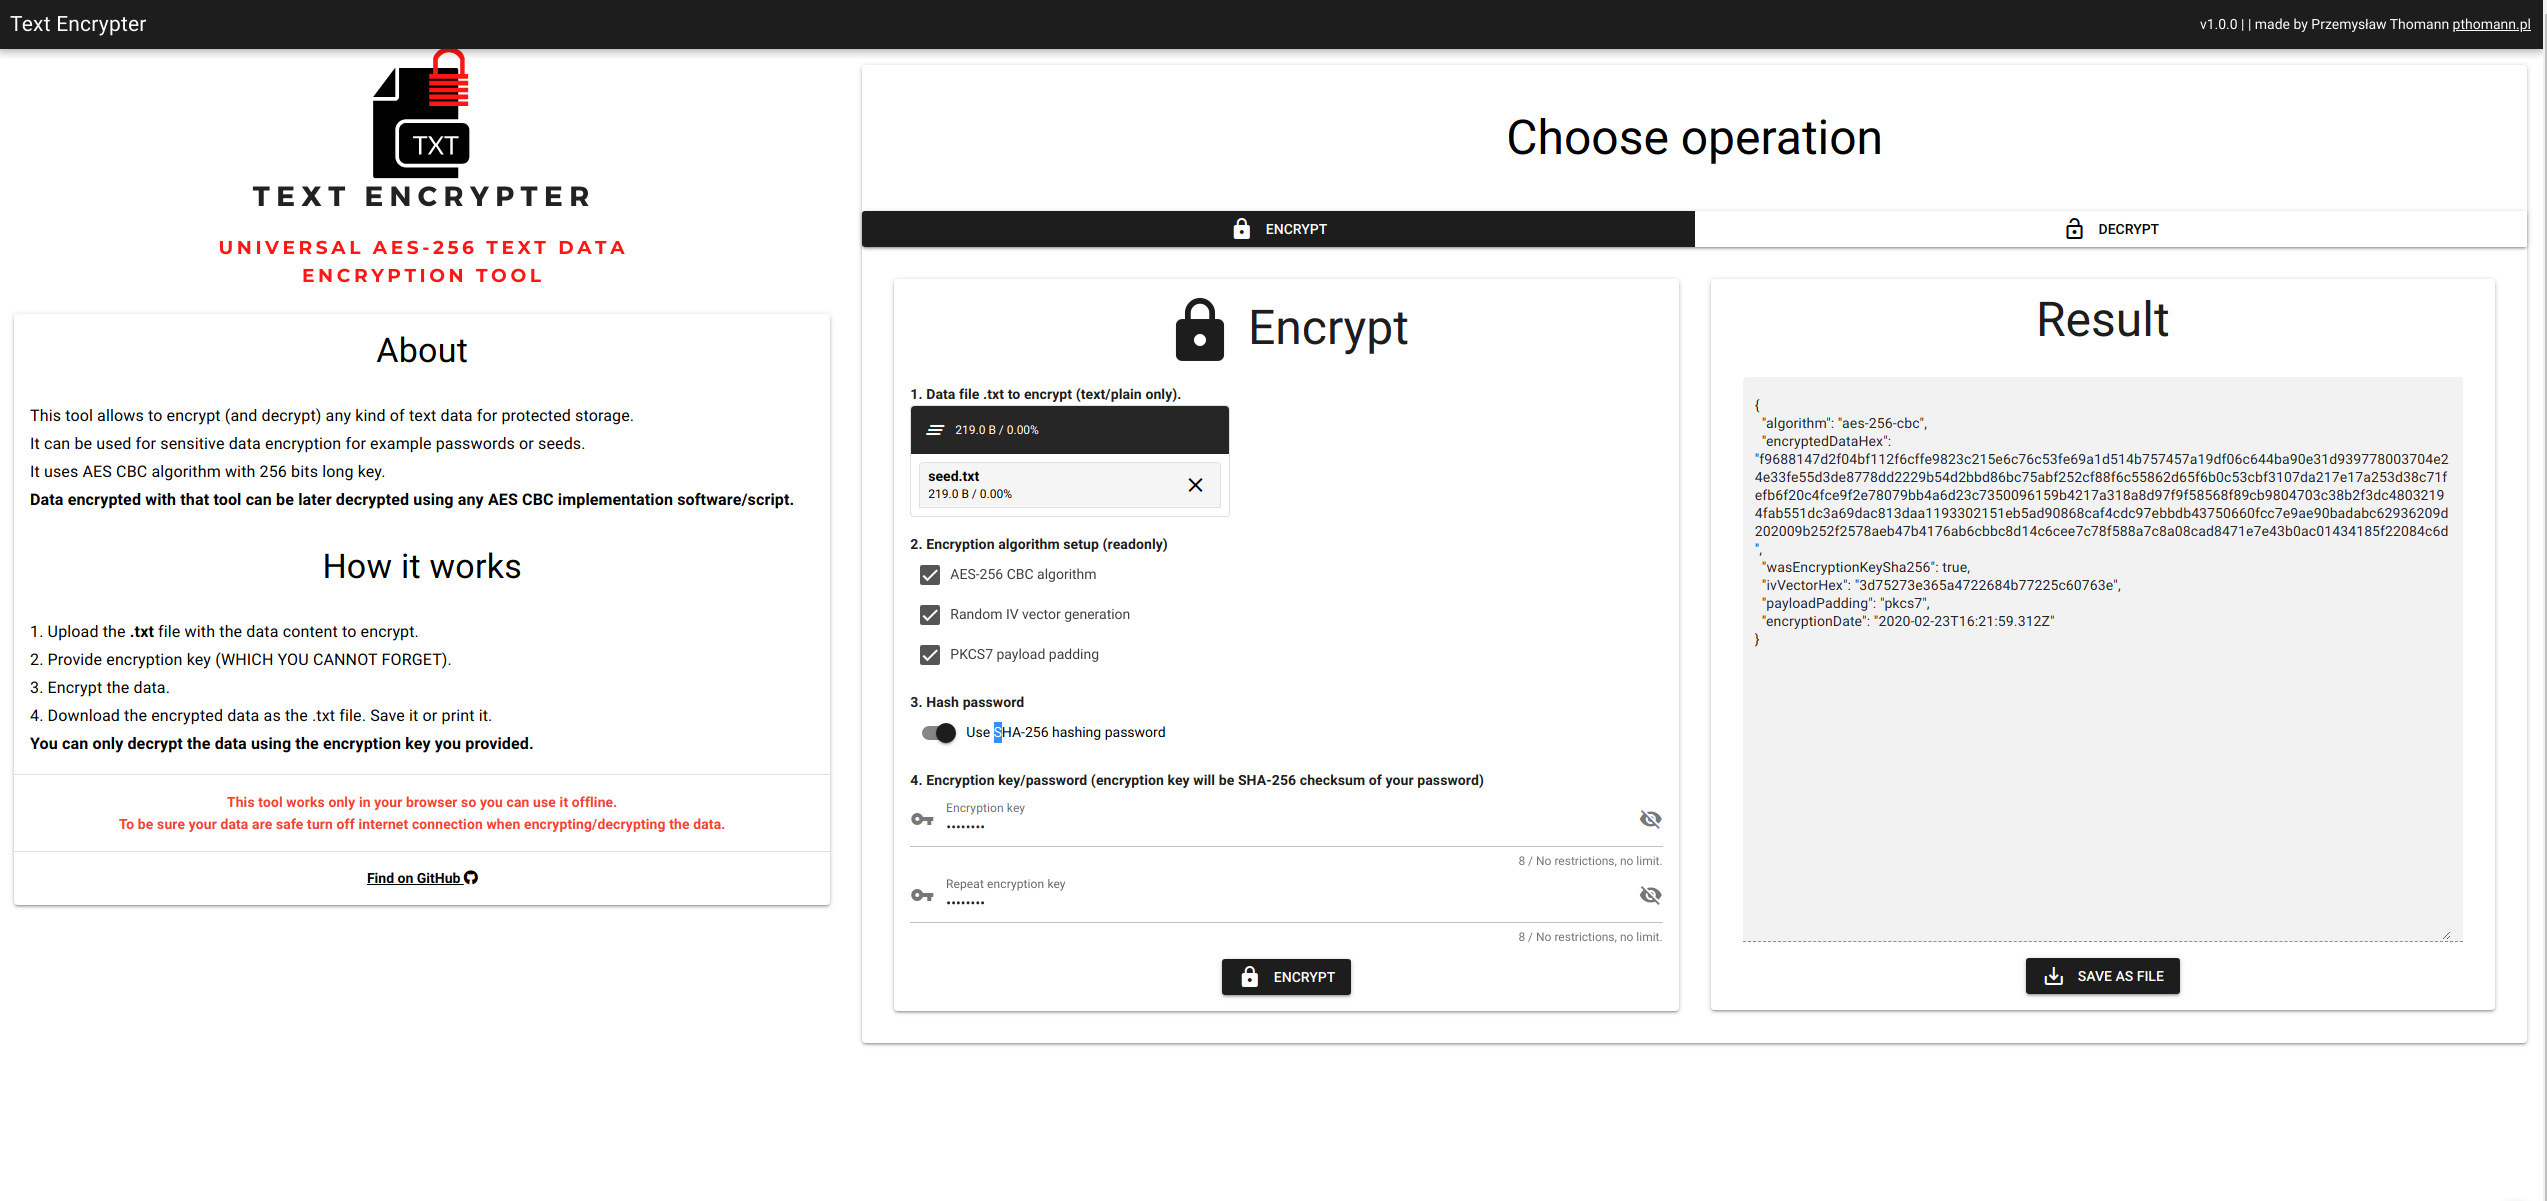 Text Encrypter
v1.0.0 | | made by Przemysław Thomann pthomann.pl
TXT
TEXT ENCRYPTER
UNIVERSAL AES-256 TEXT DATA
ENCRYPTION TOOL
About
This tool allows to encrypt (and decrypt) any kind of text data for protected storage.
It can be used for sensitive data encryption for example passwords or seeds.
It uses AES CBC algorithm with 256 bits long key.
Data encrypted with that tool can be later decrypted using any AES CBC implementation software/script.
How it works
1. Upload the .txt file with the data content to encrypt.
2. Provide encryption key (WHICH YOU CANNOT FORGET).
3. Encrypt the data.
4. Download the encrypted data as the .txt file. Save it or print it.
You can only decrypt the data using the encryption key you provided.
This tool works only in your browser so you can use it offline.
To be sure your data are safe turn off internet connection when encrypting/decrypting the data.
Find on GitHub
Choose operation
ENCRYPT
DECRYPT
Encrypt
1. Data file .txt to encrypt (text/plain only).
219.0 B / 0.00%
seed.txt
219.0 B / 0.00%
2. Encryption algorithm setup (readonly)
AES-256 CBC algorithm
Random IV vector generation
PKCS7 payload padding
3. Hash password
Use SHA-256 hashing password
4. Encryption key/password (encryption key will be SHA-256 checksum of your password)
Encryption key
••••••••
8 / No restrictions, no limit.
Repeat encryption key
••••••••
8 / No restrictions, no limit.
ENCRYPT
Result
{
"algorithm": "aes-256-cbc",
"encryptedDataHex":
"f9688147d2f04bf112f6cffe9823c215e6c76c53fe69a1d514b757457a19df06c644ba90e31d939778003704e2
4e33fe55d3de8778dd2229b54d2bbd86bc75abf252cf88f6c55862d65f6b0c53cbf3107da217e17a253d38c71f
efb6f20c4fce9f2e78079bb4a6d23c7350096159b4217a318a8d97f9f58568f89cb9804703c38b2f3dc4803219
4fab551dc3a69dac813daa1193302151eb5ad90868caf4cdc97ebbdb43750660fcc7e9ae90badabc62936209d
202009b252f2578aeb47b4176ab6cbbc8d14c6cee7c78f588a7c8a08cad8471e7e43b0ac01434185f22084c6d
",
"wasEncryptionKeySha256": true,
"ivVectorHex": "3d75273e365a4722684b77225c60763e",
"payloadPadding": "pkcs7",
"encryptionDate": "2020-02-23T16:21:59.312Z"
}
SAVE AS FILE